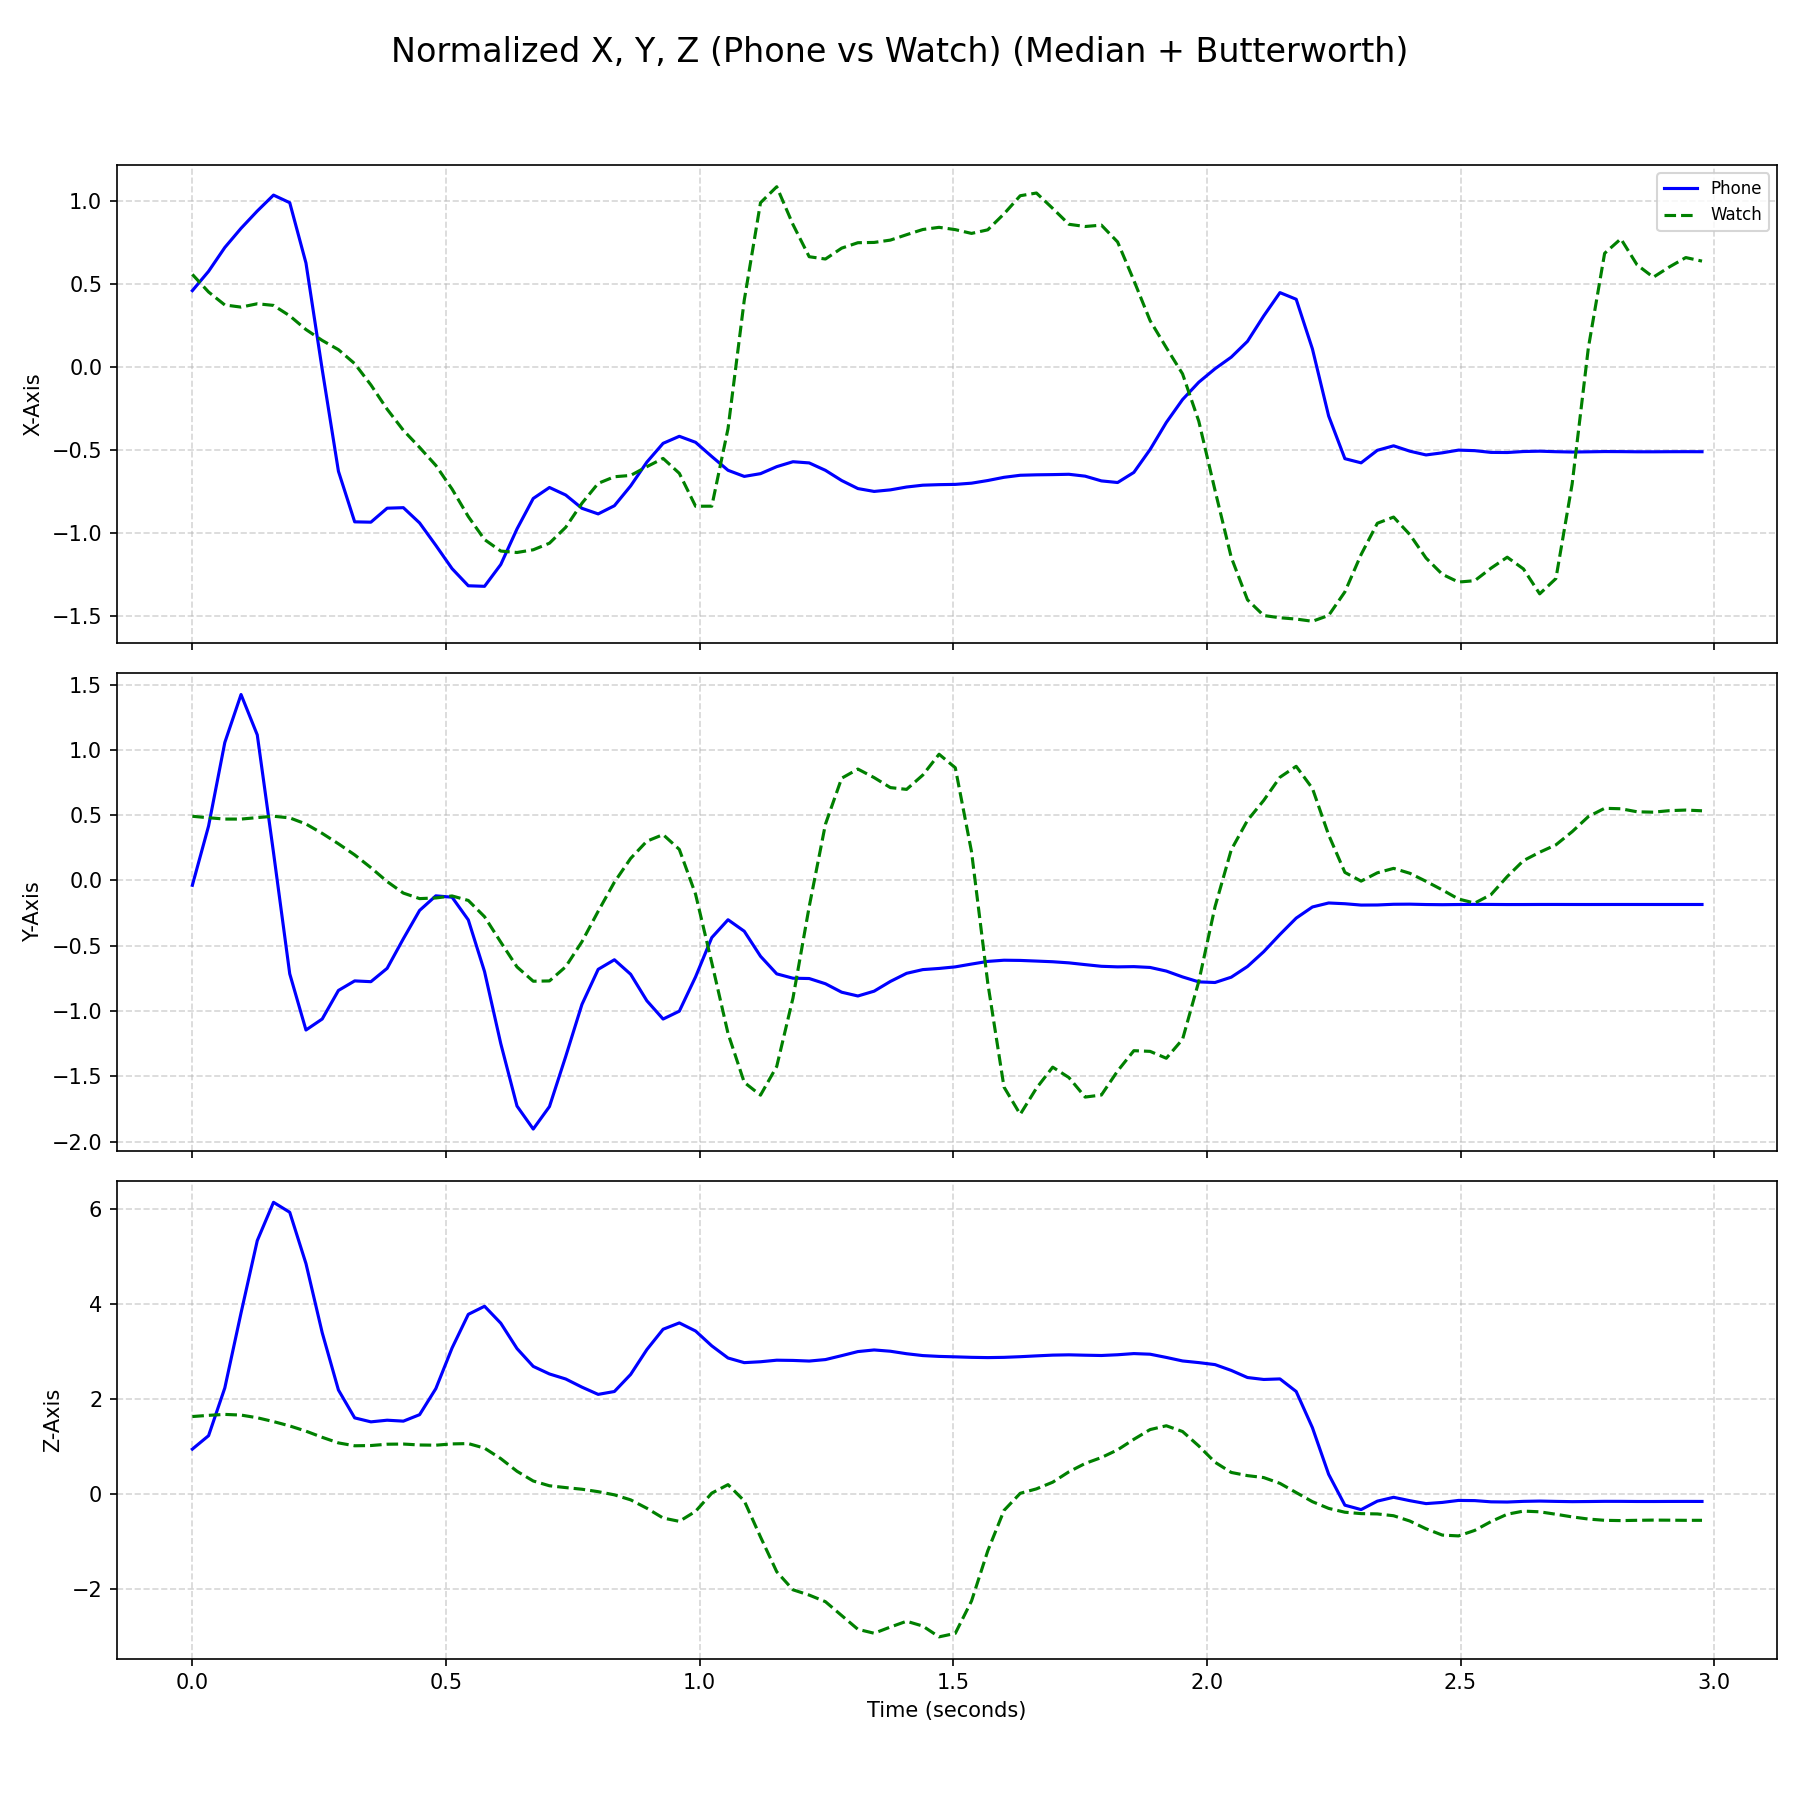 Normalized X, Y, Z (Phone vs Watch) (Median + Butterworth)
Phone
Watch
1.0
0.5
0.0
−0.5
−1.0
−1.5
X-Axis
1.5
1.0
0.5
0.0
−0.5
−1.0
−1.5
−2.0
Y-Axis
6
4
2
0
−2
Z-Axis
0.0 0.5 1.0 1.5 2.0 2.5 3.0
Time (seconds)